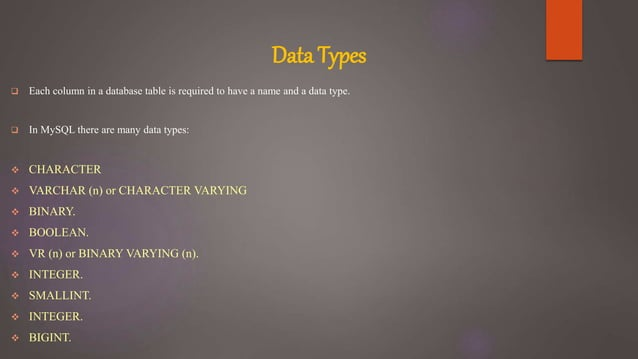 Data Types
Each column in a database table is required to have a name and a data type.
In MySQL there are many data types:
CHARACTER
VARCHAR (n) or CHARACTER VARYING
BINARY.
BOOLEAN.
VR (n) or BINARY VARYING (n).
INTEGER.
SMALLINT.
INTEGER.
BIGINT.